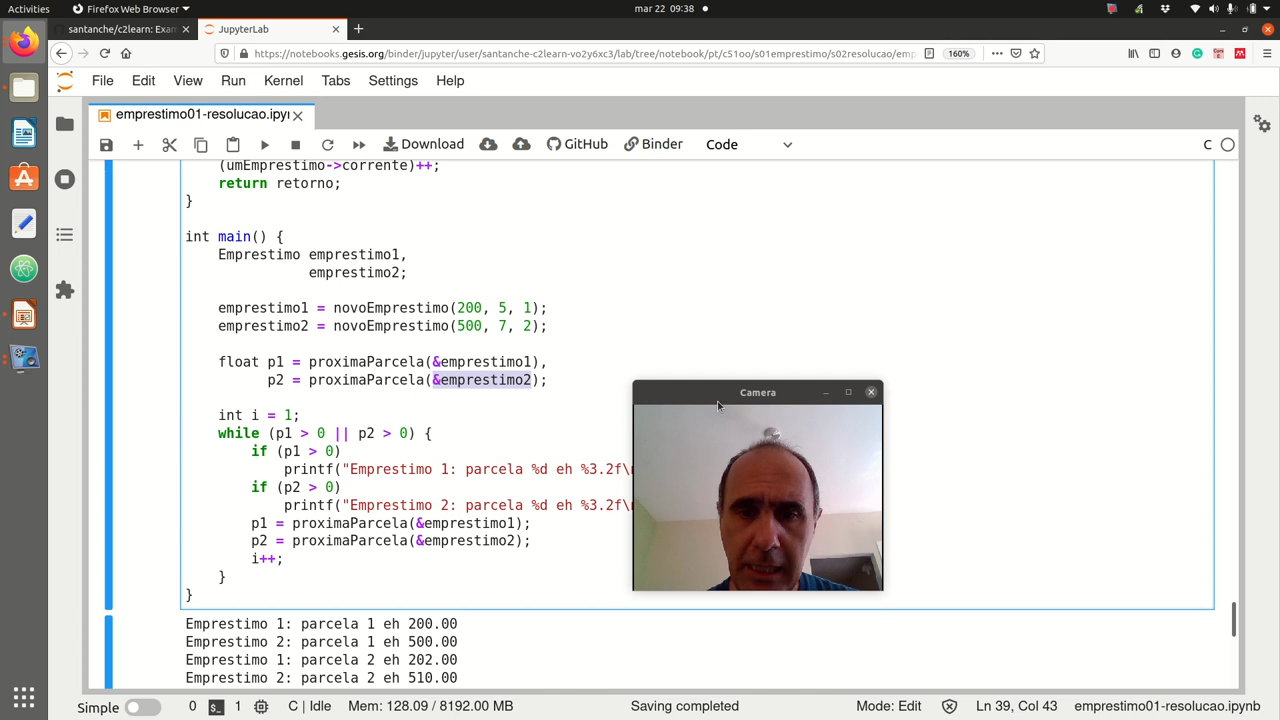 Activities
Firefox Web Browser
mar 22 09:38
santanche/c2learn: Exam
JupyterLab
https://notebooks.gesis.org/binder/jupyter/user/santanche-c2learn-vo2y6xc3/lab/tree/notebook/pt/c51oo/s01emprestimo/s02resolucao/emp
160%
File Edit View Run Kernel Tabs Settings Help
emprestimo01-resolucao.ipyn
Download GitHub Binder Code C
(umEmprestimo->corrente)++;
return retorno;
}
int main() {
Emprestimo emprestimo1,
emprestimo2;
emprestimo1 = novoEmprestimo(200, 5, 1);
emprestimo2 = novoEmprestimo(500, 7, 2);
float p1 = proximaParcela(&emprestimo1),
p2 = proximaParcela(&emprestimo2);
Camera
int i = 1;
while (p1 > 0 || p2 > 0) {
if (p1 > 0)
printf("Emprestimo 1: parcela %d eh %3.2f\
if (p2 > 0)
printf("Emprestimo 2: parcela %d eh %3.2f\
p1 = proximaParcela(&emprestimo1);
p2 = proximaParcela(&emprestimo2);
i++;
}
}
Emprestimo 1: parcela 1 eh 200.00
Emprestimo 2: parcela 1 eh 500.00
Emprestimo 1: parcela 2 eh 202.00
Emprestimo 2: parcela 2 eh 510.00
Simple 0 1 C | Idle Mem: 128.09 / 8192.00 MB Saving completed Mode: Edit Ln 39, Col 43 emprestimo01-resolucao.ipynb